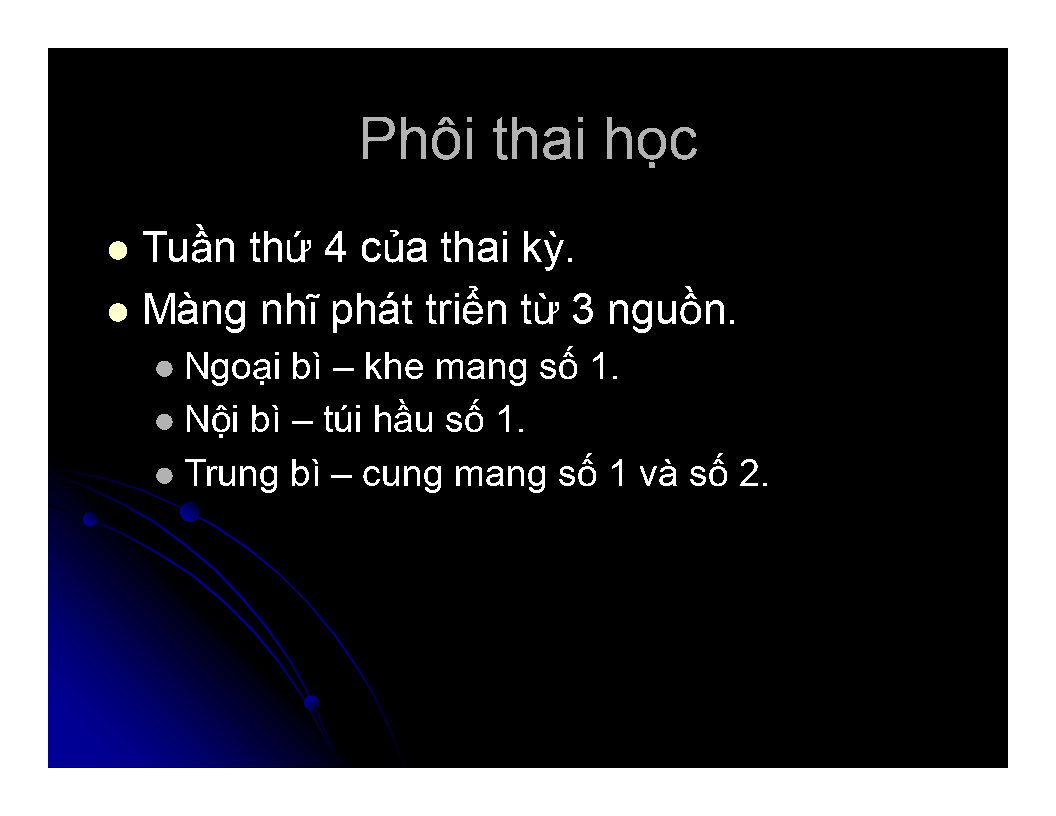 Phôi thai học
Tuần thứ 4 của thai kỳ.
Màng nhĩ phát triển từ 3 nguồn.
Ngoại bì – khe mang số 1.
Nội bì – túi hầu số 1.
Trung bì – cung mang số 1 và số 2.